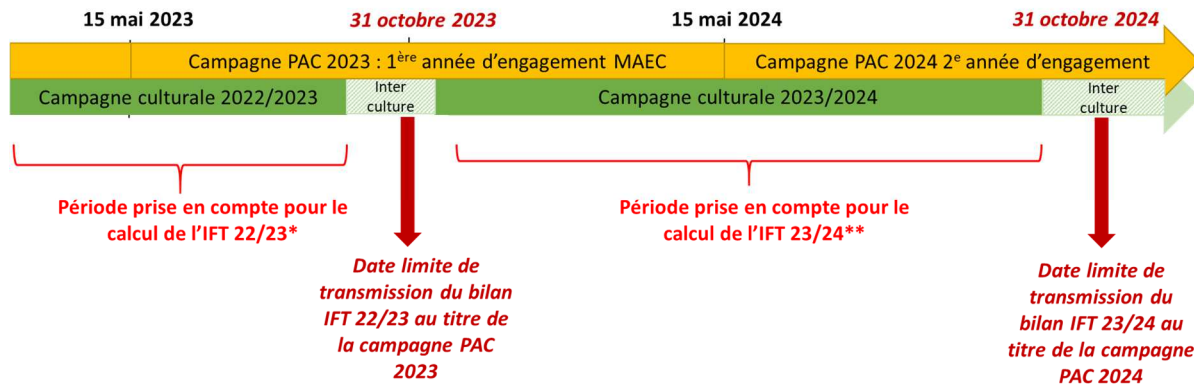 15 mai 2023
31 octobre 2023
15 mai 2024
31 octobre 2024
Campagne PAC 2023 : 1ère année d’engagement MAEC
Campagne PAC 2024 2e année d’engagement
Campagne culturale 2022/2023
Inter
culture
Campagne culturale 2023/2024
Inter
culture
Période prise en compte pour le
calcul de l’IFT 22/23*
Période prise en compte pour le
calcul de l’IFT 23/24**
Date limite de
transmission du bilan
IFT 22/23 au titre de
la campagne PAC
2023
Date limite de
transmission du
bilan IFT 23/24 au
titre de la campagne
PAC 2024